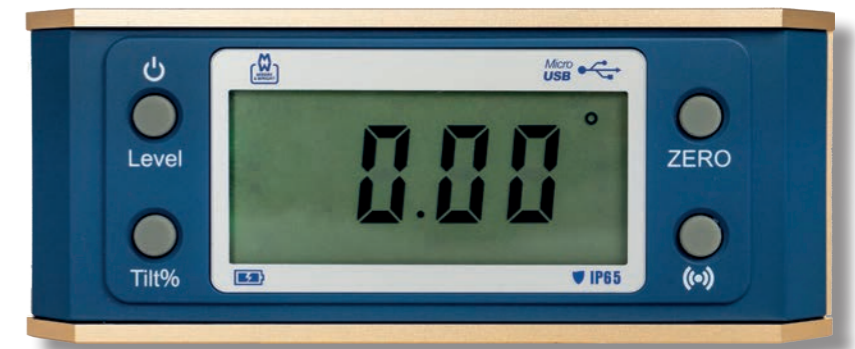 Micro
USB
Level
0.00°
ZERO
Tilt%
IP65